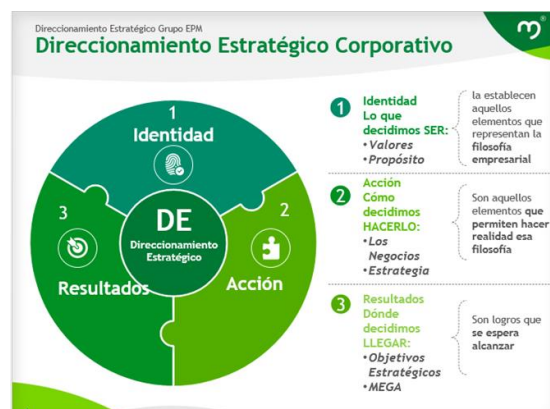 Direccionamiento Estratégico Grupo EPM
Direccionamiento Estratégico Corporativo
1
Identidad
2
Acción
3
Resultados
DE
Direccionamiento
Estratégico
1
Identidad
Lo que
decidimos SER:
• Valores
• Propósito
la establecen
aquellos
elementos que
representan la
filosofía
empresarial
2
Acción
Cómo
decidimos
HACERLO:
• Los
Negocios
• Estrategia
Son aquellos
elementos que
permiten hacer
realidad esa
filosofía
3
Resultados
Dónde
decidimos
LLEGAR:
• Objetivos
Estratégicos
• MEGA
Son logros que
se espera
alcanzar